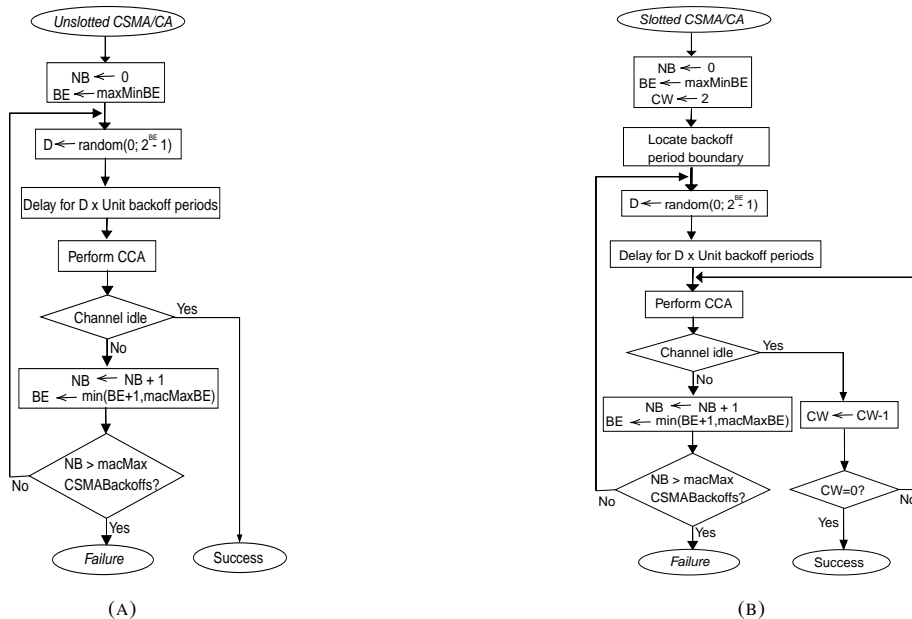 Unslotted CSMA/CA
NB ← 0
BE ← maxMinBE
D ← random(0; 2^BE - 1)
Delay for D x Unit backoff periods
Perform CCA
Channel idle
Yes
No
NB ← NB + 1
BE ← min(BE+1,macMaxBE)
NB > macMax
CSMABackoffs?
No
Yes
Failure
Success
(A)
Slotted CSMA/CA
NB ← 0
BE ← maxMinBE
CW ← 2
Locate backoff
period boundary
D ← random(0; 2^BE - 1)
Delay for D x Unit backoff periods
Perform CCA
Channel idle
Yes
No
NB ← NB + 1
BE ← min(BE+1,macMaxBE)
CW ← CW-1
NB > macMax
CSMABackoffs?
No
CW=0?
No
Yes
Yes
Failure
Success
(B)